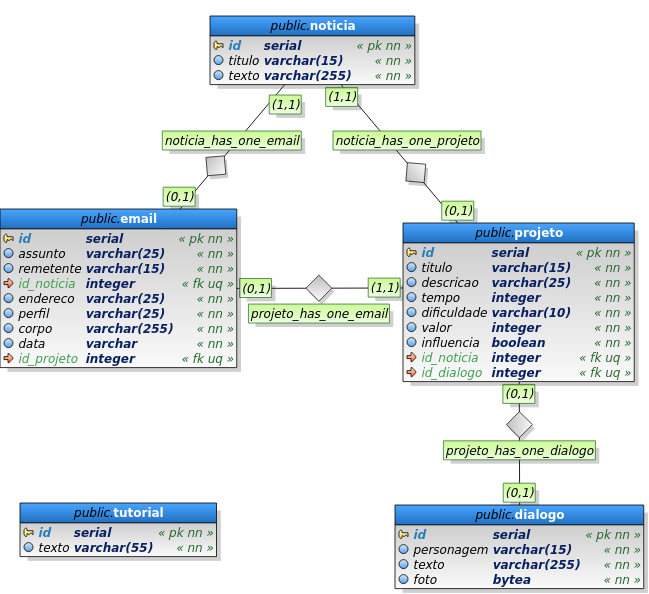 public.noticia
id serial « pk nn »
titulo varchar(15) « nn »
texto varchar(255) « nn »
(1,1)
(1,1)
noticia_has_one_email
noticia_has_one_projeto
(0,1)
(0,1)
public.email
id serial « pk nn »
assunto varchar(25) « nn »
remetente varchar(15) « nn »
id_noticia integer « fk uq »
endereco varchar(25) « nn »
perfil varchar(25) « nn »
corpo varchar(255) « nn »
data varchar « nn »
id_projeto integer « fk uq »
(0,1)
(1,1)
projeto_has_one_email
public.projeto
id serial « pk nn »
titulo varchar(15) « nn »
descricao varchar(25) « nn »
tempo integer « nn »
dificuldade varchar(10) « nn »
valor integer « nn »
influencia boolean « nn »
id_noticia integer « fk uq »
id_dialogo integer « fk uq »
(0,1)
projeto_has_one_dialogo
(0,1)
public.tutorial
id serial « pk nn »
texto varchar(55) « nn »
public.dialogo
id serial « pk nn »
personagem varchar(15) « nn »
texto varchar(255) « nn »
foto bytea « nn »